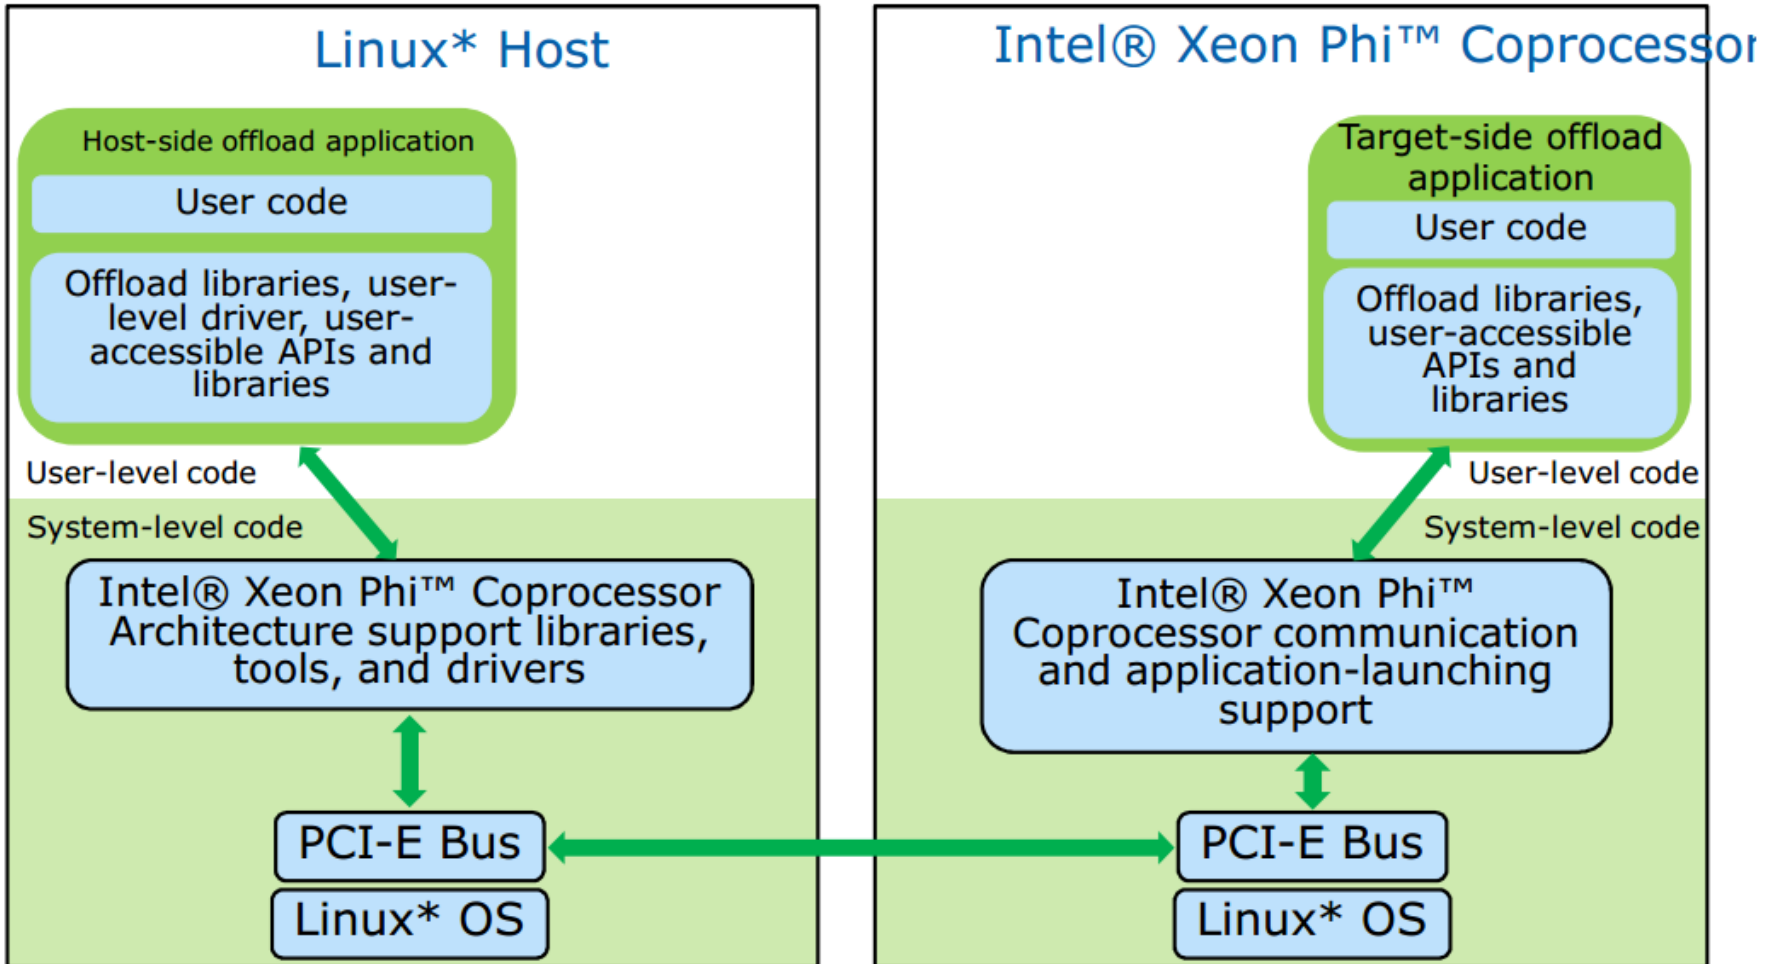 Linux* Host
Host-side offload application
User code
Offload libraries, user-
level driver, user-
accessible APIs and
libraries
User-level code
System-level code
Intel® Xeon Phi™ Coprocessor
Architecture support libraries,
tools, and drivers
PCI-E Bus
Linux* OS
Intel® Xeon Phi™ Coprocessor
Target-side offload
application
User code
Offload libraries,
user-accessible
APIs and
libraries
User-level code
System-level code
Intel® Xeon Phi™
Coprocessor communication
and application-launching
support
PCI-E Bus
Linux* OS